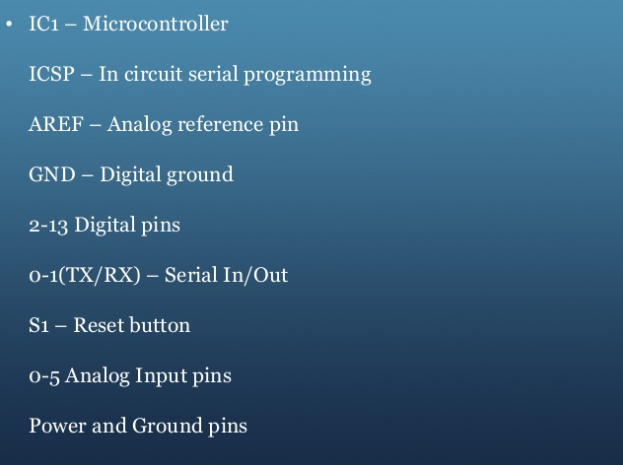 • IC1 – Microcontroller
ICSP – In circuit serial programming
AREF – Analog reference pin
GND – Digital ground
2-13 Digital pins
0-1(TX/RX) – Serial In/Out
S1 – Reset button
0-5 Analog Input pins
Power and Ground pins